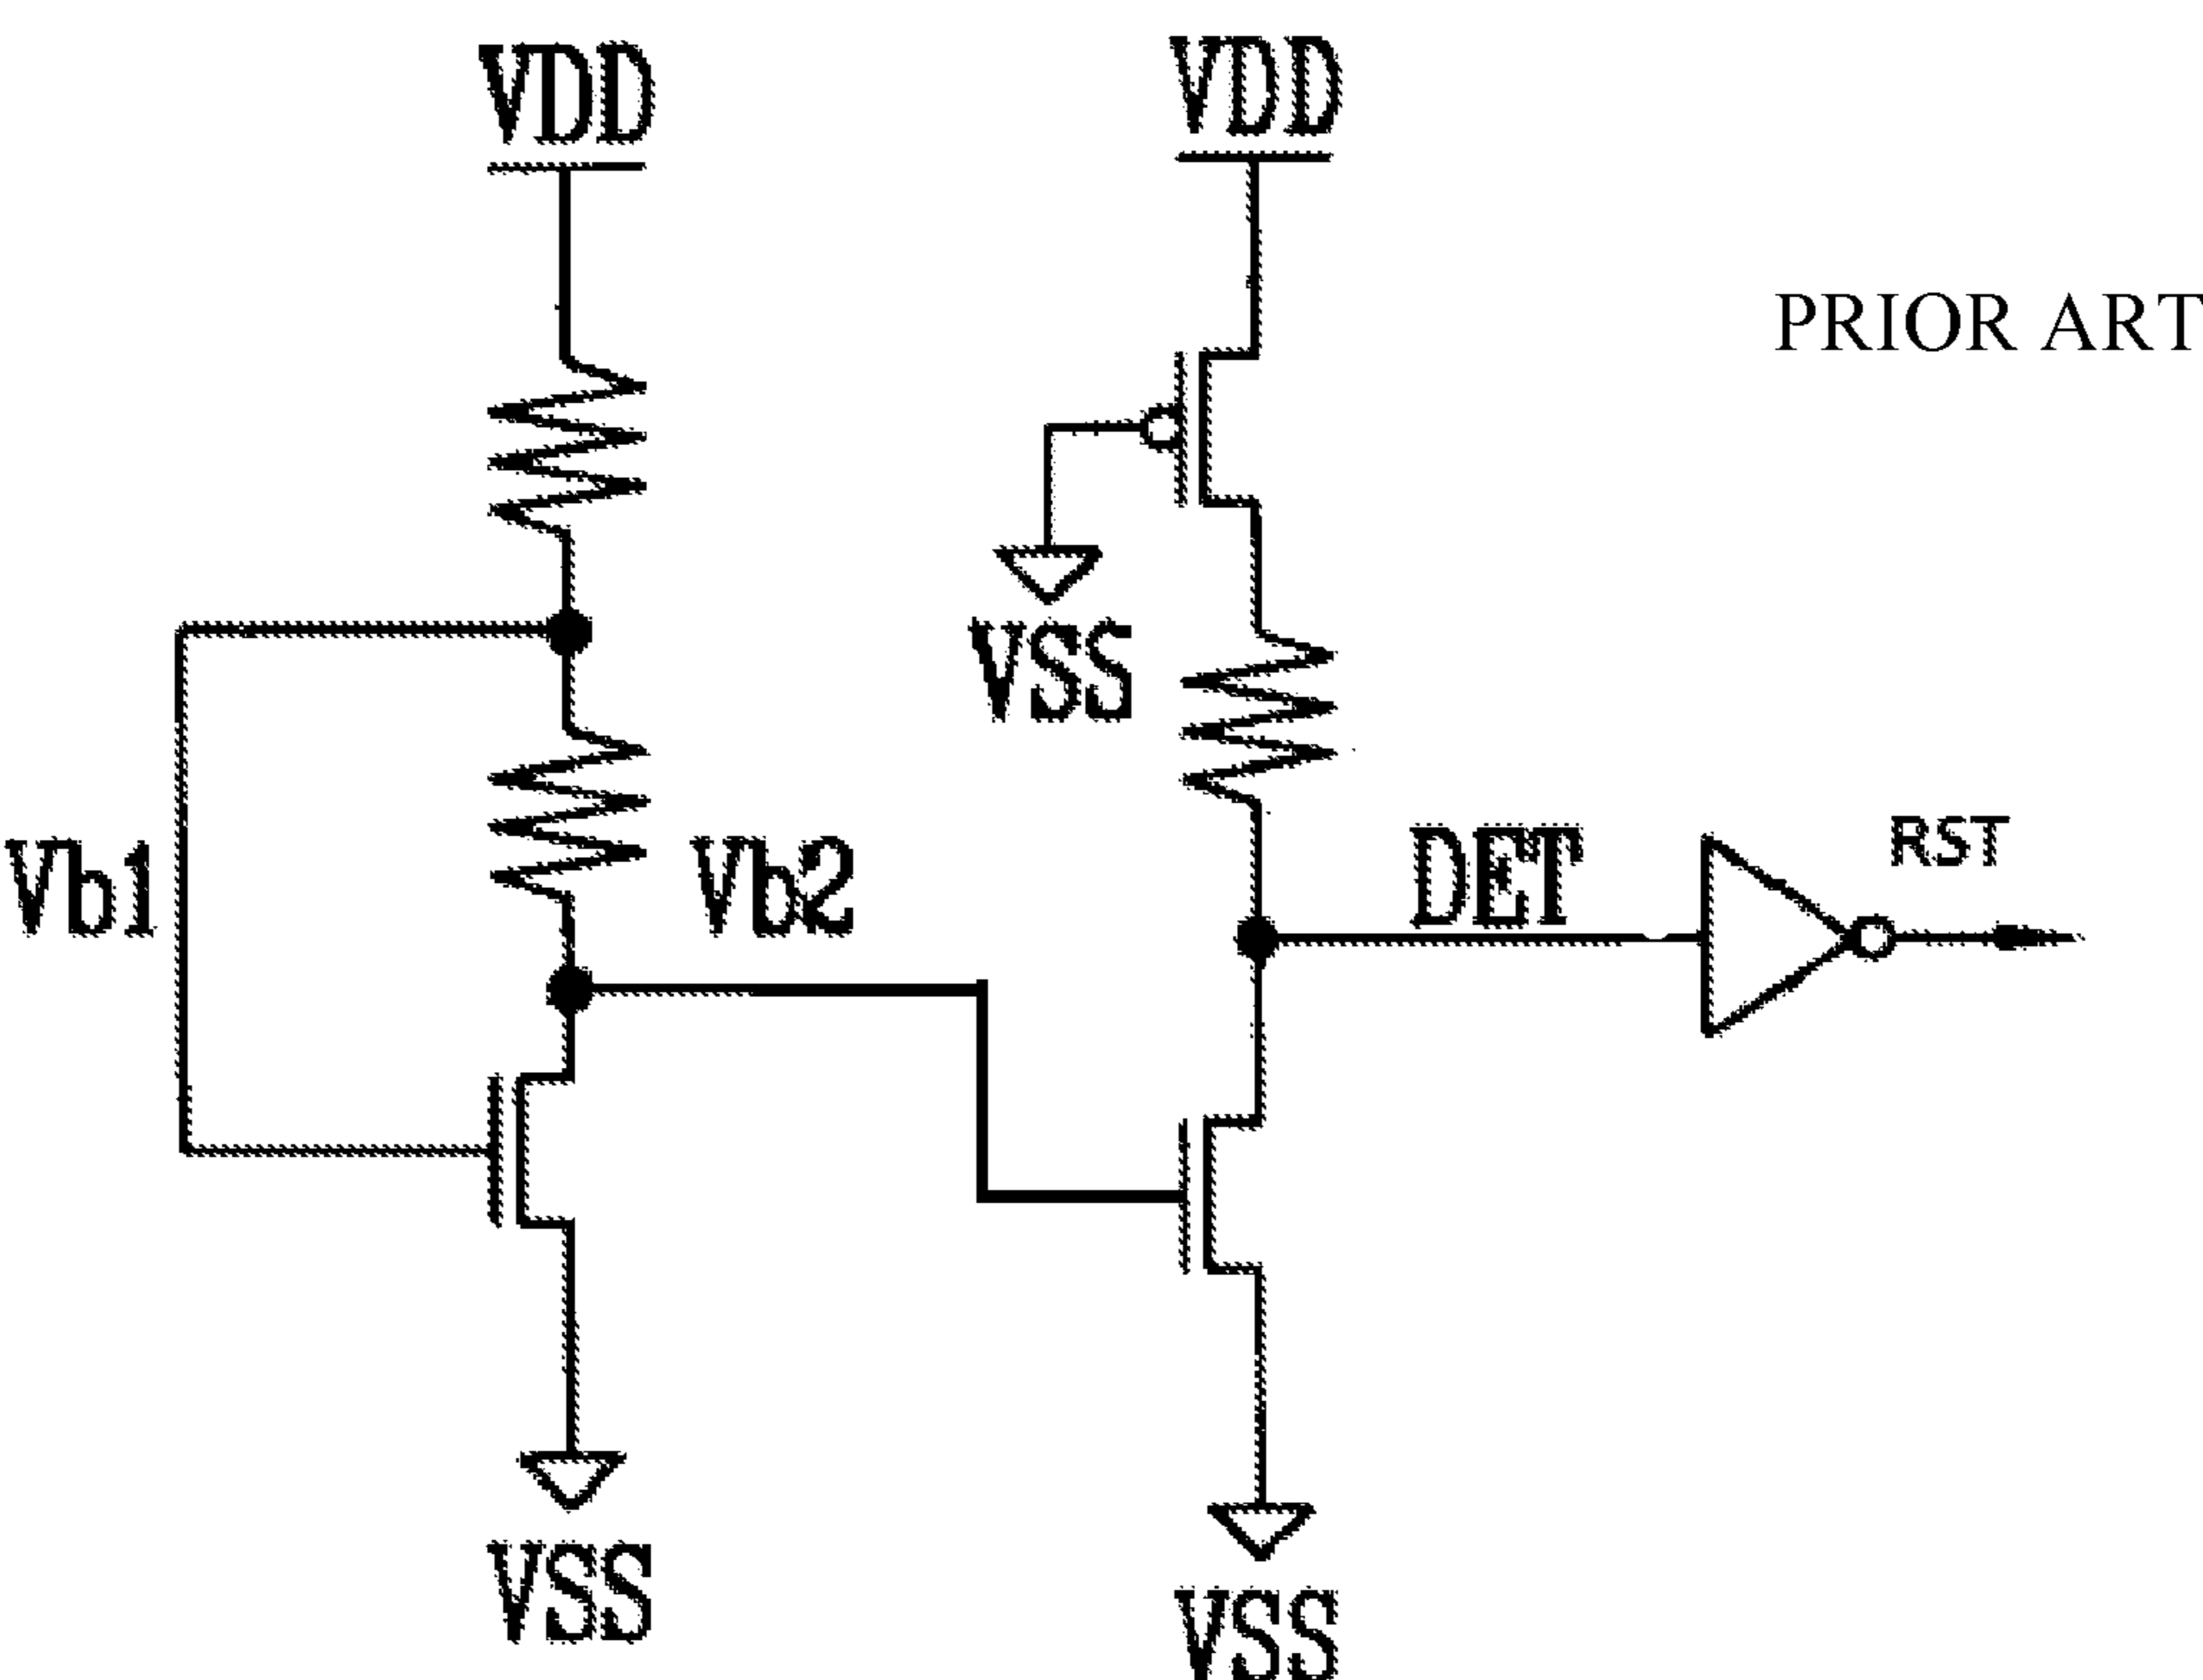 VDD
VDD
PRIOR ART
VSS
Vb1
Vb2
DET
RST
VSS
VSS